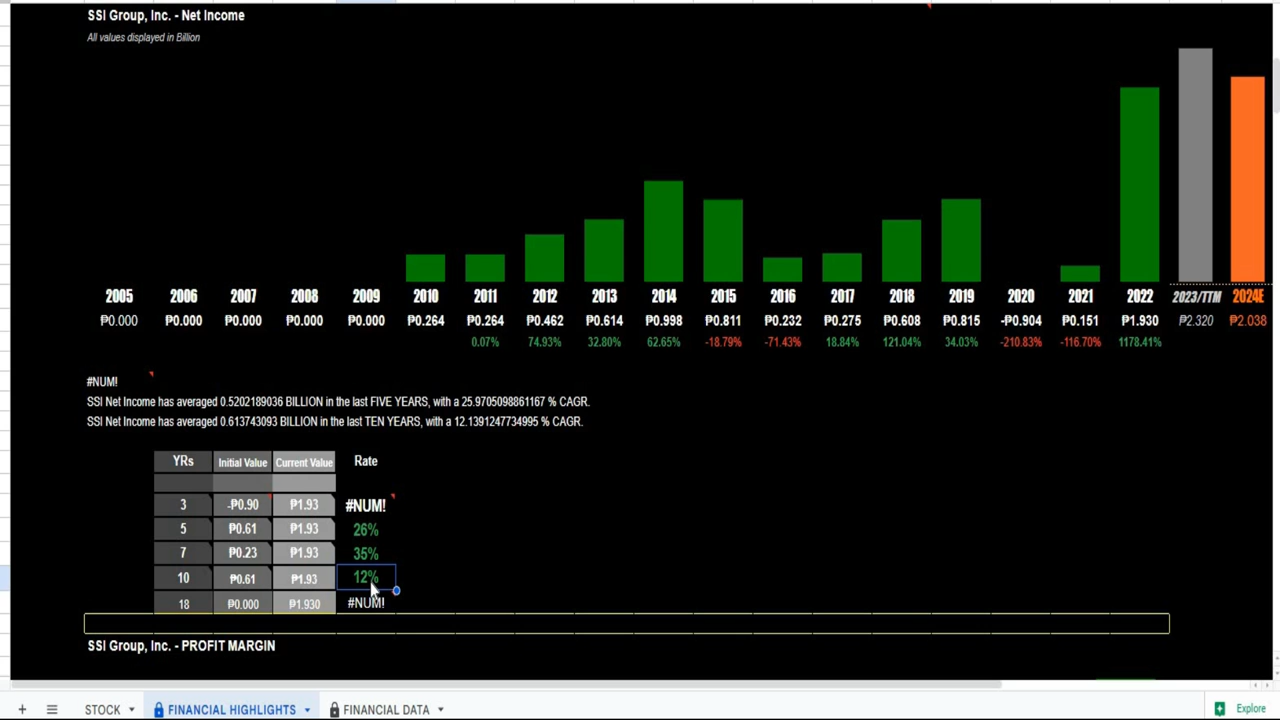 SSI Group, Inc. - Net Income
All values displayed in Billion
2005 2006 2007 2008 2009 2010 2011 2012 2013 2014 2015 2016 2017 2018 2019 2020 2021 2022 2023/TTM 2024E
₱0.000 ₱0.000 ₱0.000 ₱0.000 ₱0.000 ₱0.264 ₱0.264 ₱0.462 ₱0.614 ₱0.998 ₱0.811 ₱0.232 ₱0.275 ₱0.608 ₱0.815 -₱0.904 ₱0.151 ₱1.930 ₱2.320 ₱2.038
0.07% 74.93% 32.80% 62.65% -18.79% -71.43% 18.84% 121.04% 34.03% -210.83% -116.70% 1178.41%
#NUM!
SSI Net Income has averaged 0.5202189036 BILLION in the last FIVE YEARS, with a 25.9705098861167 % CAGR.
SSI Net Income has averaged 0.613743093 BILLION in the last TEN YEARS, with a 12.1391247734995 % CAGR.
YRs Initial Value Current Value Rate
3 -₱0.90 ₱1.93 #NUM!
5 ₱0.61 ₱1.93 26%
7 ₱0.23 ₱1.93 35%
10 ₱0.61 ₱1.93 12%
18 ₱0.000 ₱1.930 #NUM!
SSI Group, Inc. - PROFIT MARGIN
STOCK FINANCIAL HIGHLIGHTS FINANCIAL DATA Explore